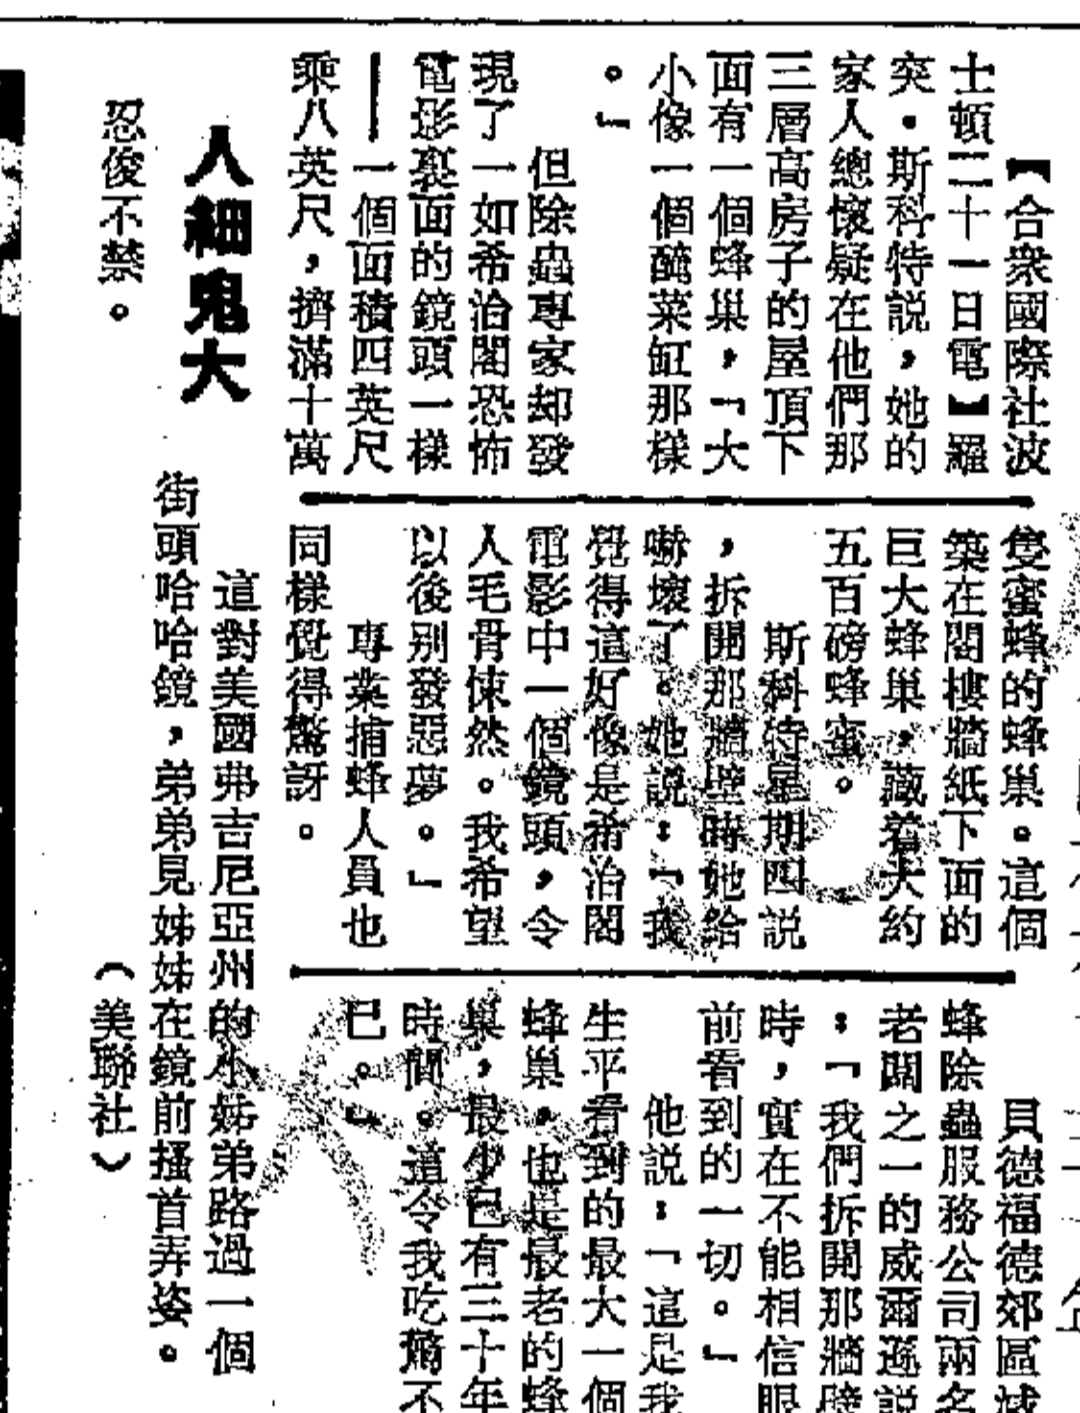 【合衆國際社波
士頓二十一日電】羅
突・斯科特説，她的
家人總懷疑在他們那
三層高房子的屋頂下
面有一個蜂巢，「大
小像一個醃菜缸那樣
。」
但除蟲專家却發
現了一如希治閣恐怖
電影裏面的鏡頭一樣
——一個面積四英尺
乘八英尺，擠滿十萬
隻蜜蜂的蜂巢。這個
築在閣樓牆紙下面的
巨大蜂巢，藏着大約
五百磅蜂蜜。
斯科特星期四説
，拆開那牆壁時她給
嚇壞了。她説：「我
覺得這好像是希治閣
電影中一個鏡頭，令
人毛骨悚然。我希望
以後别發惡夢。」
專業捕蜂人員也
同樣覺得驚訝。
貝德福德郊區滅
蜂除蟲服務公司兩名
老闆之一的威爾遜説
：「我們拆開那牆壁
時，實在不能相信眼
前看到的一切。」
他説：「這是我
生平看到的最大一個
蜂巢，也是最老的蜂
巢，最少已有三十年
時間。這令我吃驚不
已。」
人細鬼大
這對美國弗吉尼亞州的小姊弟路過一個
街頭哈哈鏡，弟弟見姊姊在鏡前搔首弄姿。
忍俊不禁。
（美聯社）